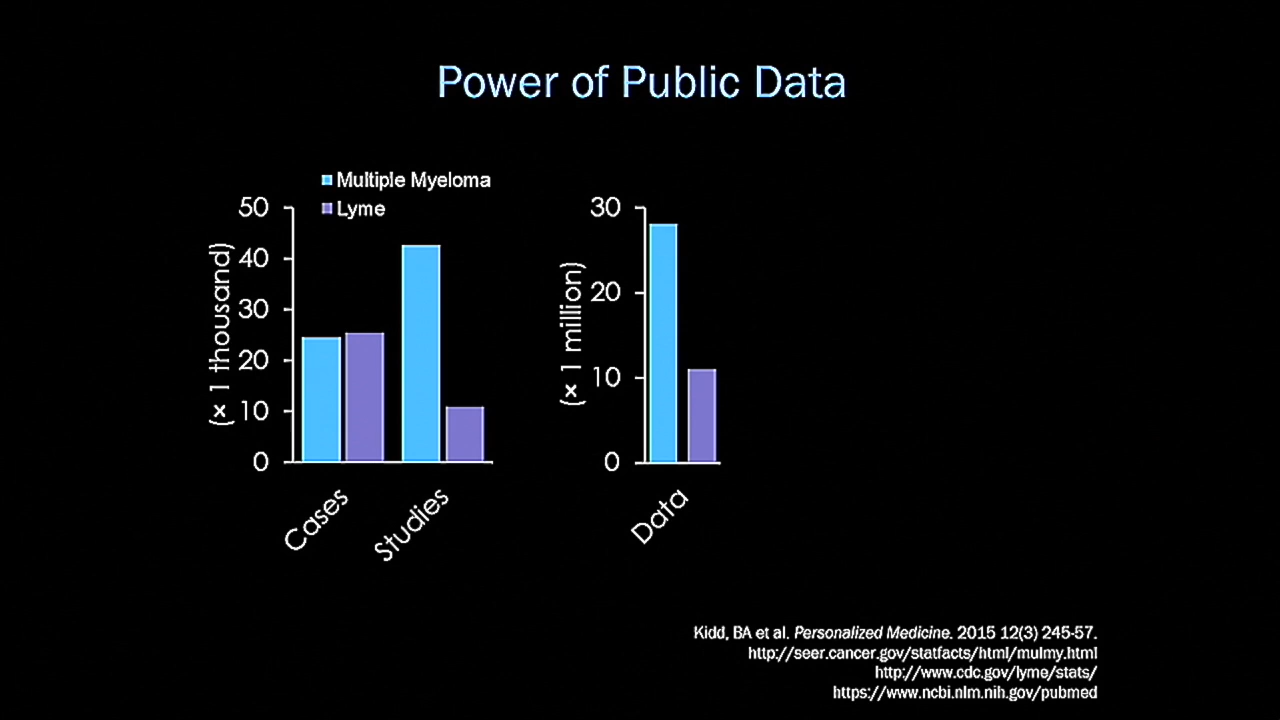 Power of Public Data
Multiple Myeloma
Lyme
50
40
30
20
10
0
(× 1 thousand)
Cases
Studies
30
20
10
0
(× 1 million)
Data
Kidd, BA et al. Personalized Medicine. 2015 12(3) 245-57.
http://seer.cancer.gov/statfacts/html/mulmy.html
http://www.cdc.gov/lyme/stats/
https://www.ncbi.nlm.nih.gov/pubmed